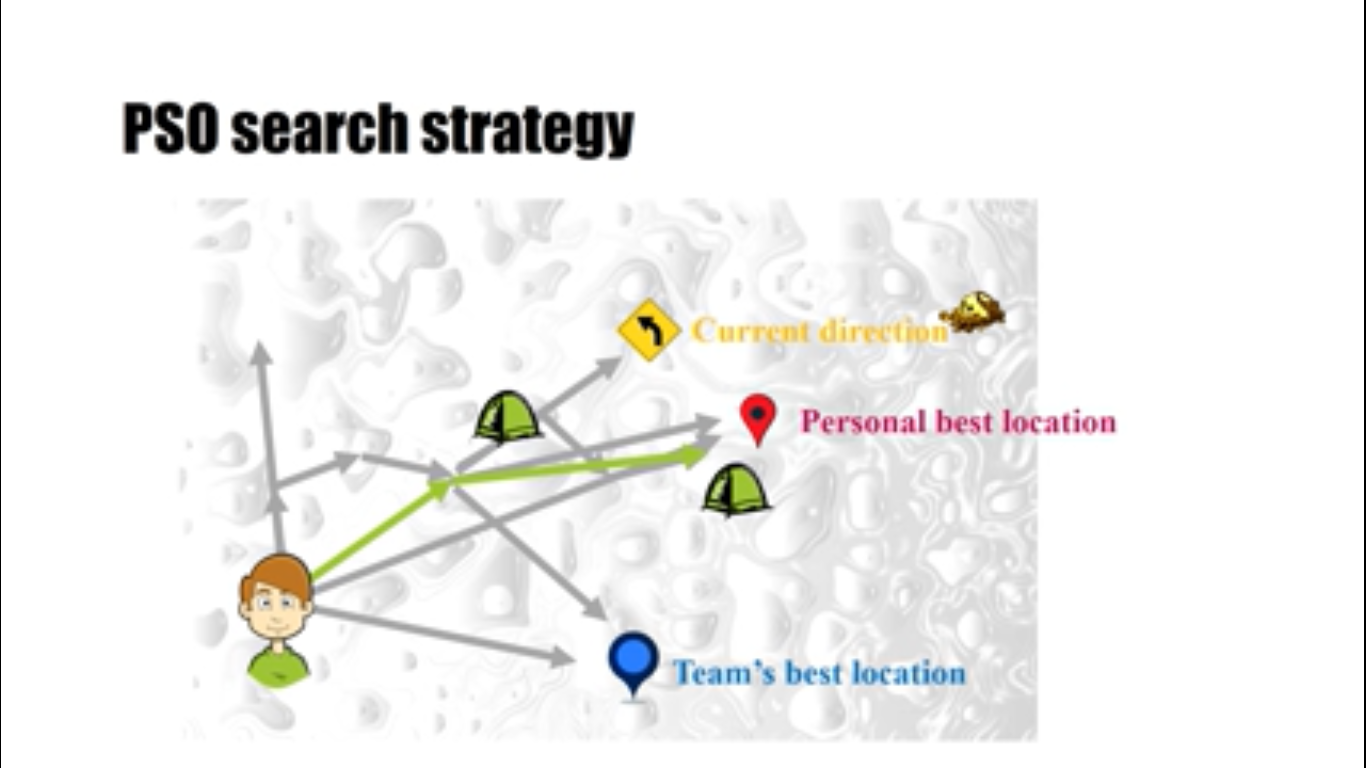 PSO search strategy
Current direction
Personal best location
Team's best location